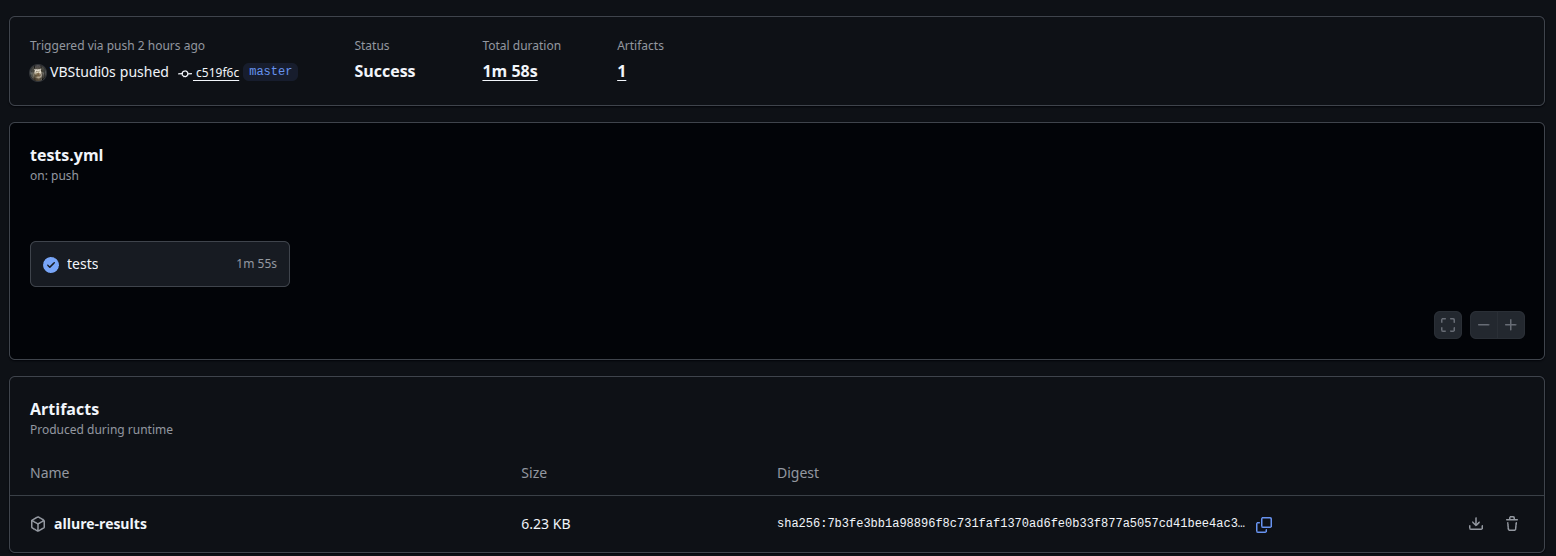 Triggered via push 2 hours ago
VBStudi0s pushed c519f6c master
Status
Success
Total duration
1m 58s
Artifacts
1
tests.yml
on: push
tests 1m 55s
Artifacts
Produced during runtime
Name Size Digest
allure-results 6.23 KB sha256:7b3fe3bb1a98896f8c731faf1370ad6fe0b33f877a5057cd41bee4ac3…